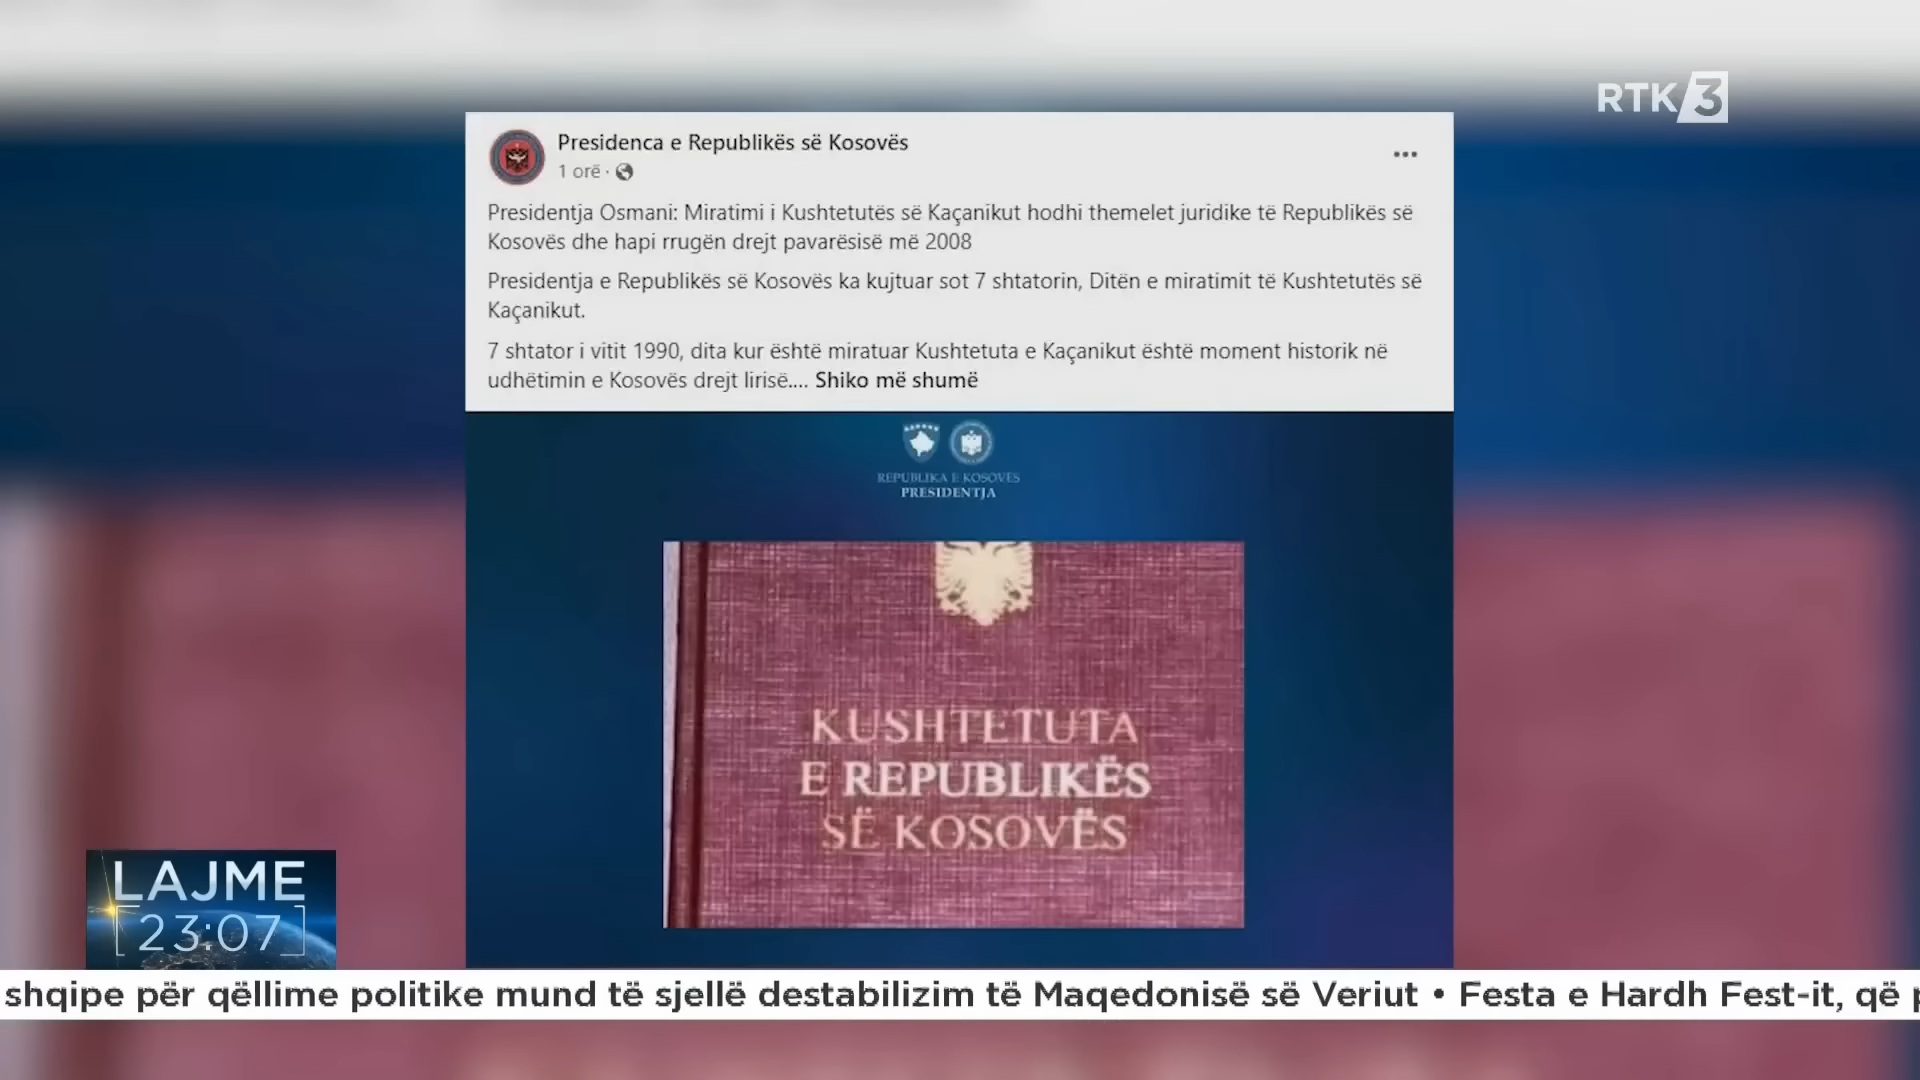 RTK 3
Presidenca e Republikës së Kosovës
1 orë ·
Presidentja Osmani: Miratimi i Kushtetutës së Kaçanikut hodhi themelet juridike të Republikës së
Kosovës dhe hapi rrugën drejt pavarësisë më 2008
Presidentja e Republikës së Kosovës ka kujtuar sot 7 shtatorin, Ditën e miratimit të Kushtetutës së
Kaçanikut.
7 shtator i vitit 1990, dita kur është miratuar Kushtetuta e Kaçanikut është moment historik në
udhëtimin e Kosovës drejt lirisë.... Shiko më shumë
REPUBLIKA E KOSOVËS
PRESIDENTJA
KUSHTETUTA
E REPUBLIKËS
SË KOSOVËS
LAJME
23:07
shqipe për qëllime politike mund të sjellë destabilizim të Maqedonisë së Veriut • Festa e Hardh Fest-it, që